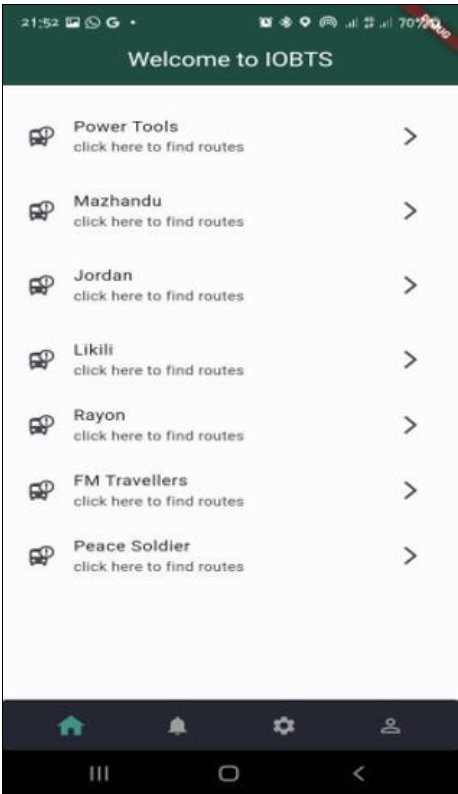 21:52 G 70%
DEBUG
Welcome to IOBTS
Power Tools
click here to find routes
Mazhandu
click here to find routes
Jordan
click here to find routes
Likili
click here to find routes
Rayon
click here to find routes
FM Travellers
click here to find routes
Peace Soldier
click here to find routes